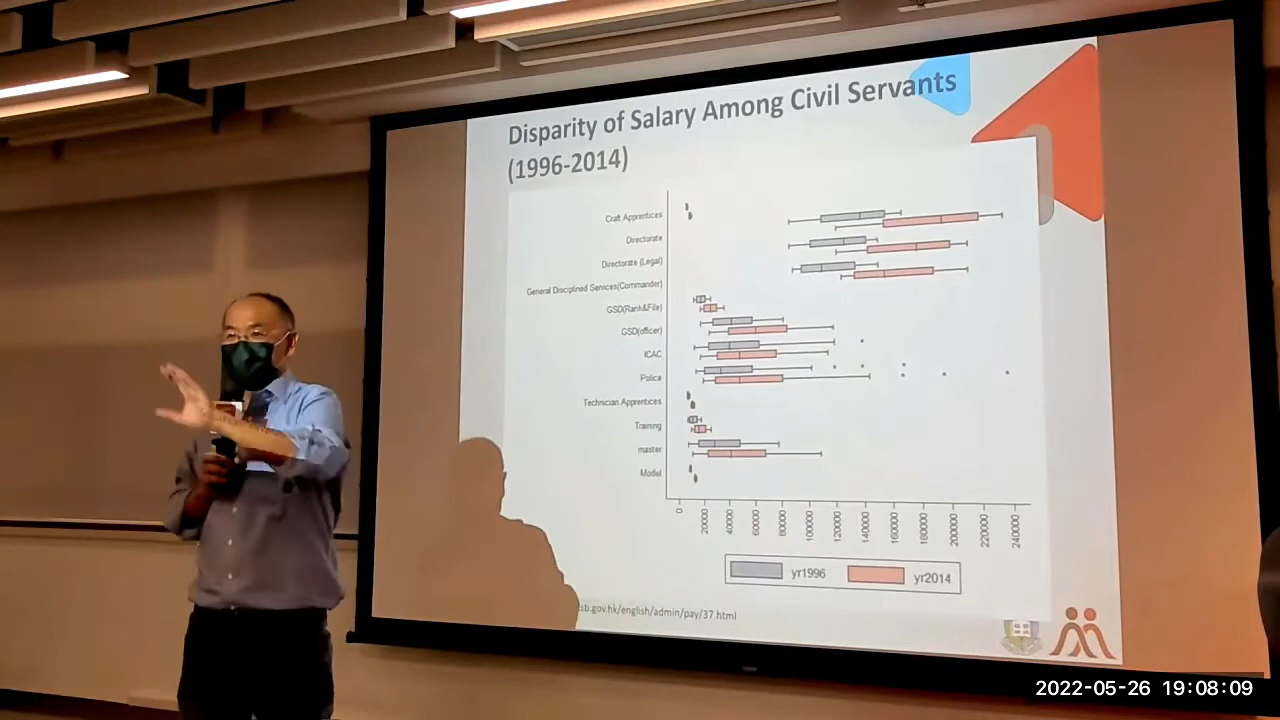 Disparity of Salary Among Civil Servants
(1996-2014)
Craft Apprentices
Directorate
Directorate (Legal)
General Disciplined Services(Commander)
GSD(Rank&File)
GSD(officer)
ICAC
Police
Technician Apprentices
Training
master
Model
0
20000
40000
60000
80000
100000
120000
140000
160000
180000
200000
220000
240000
yr1996
yr2014
sb.gov.hk/english/admin/pay/37.html
2022-05-26 19:08:09